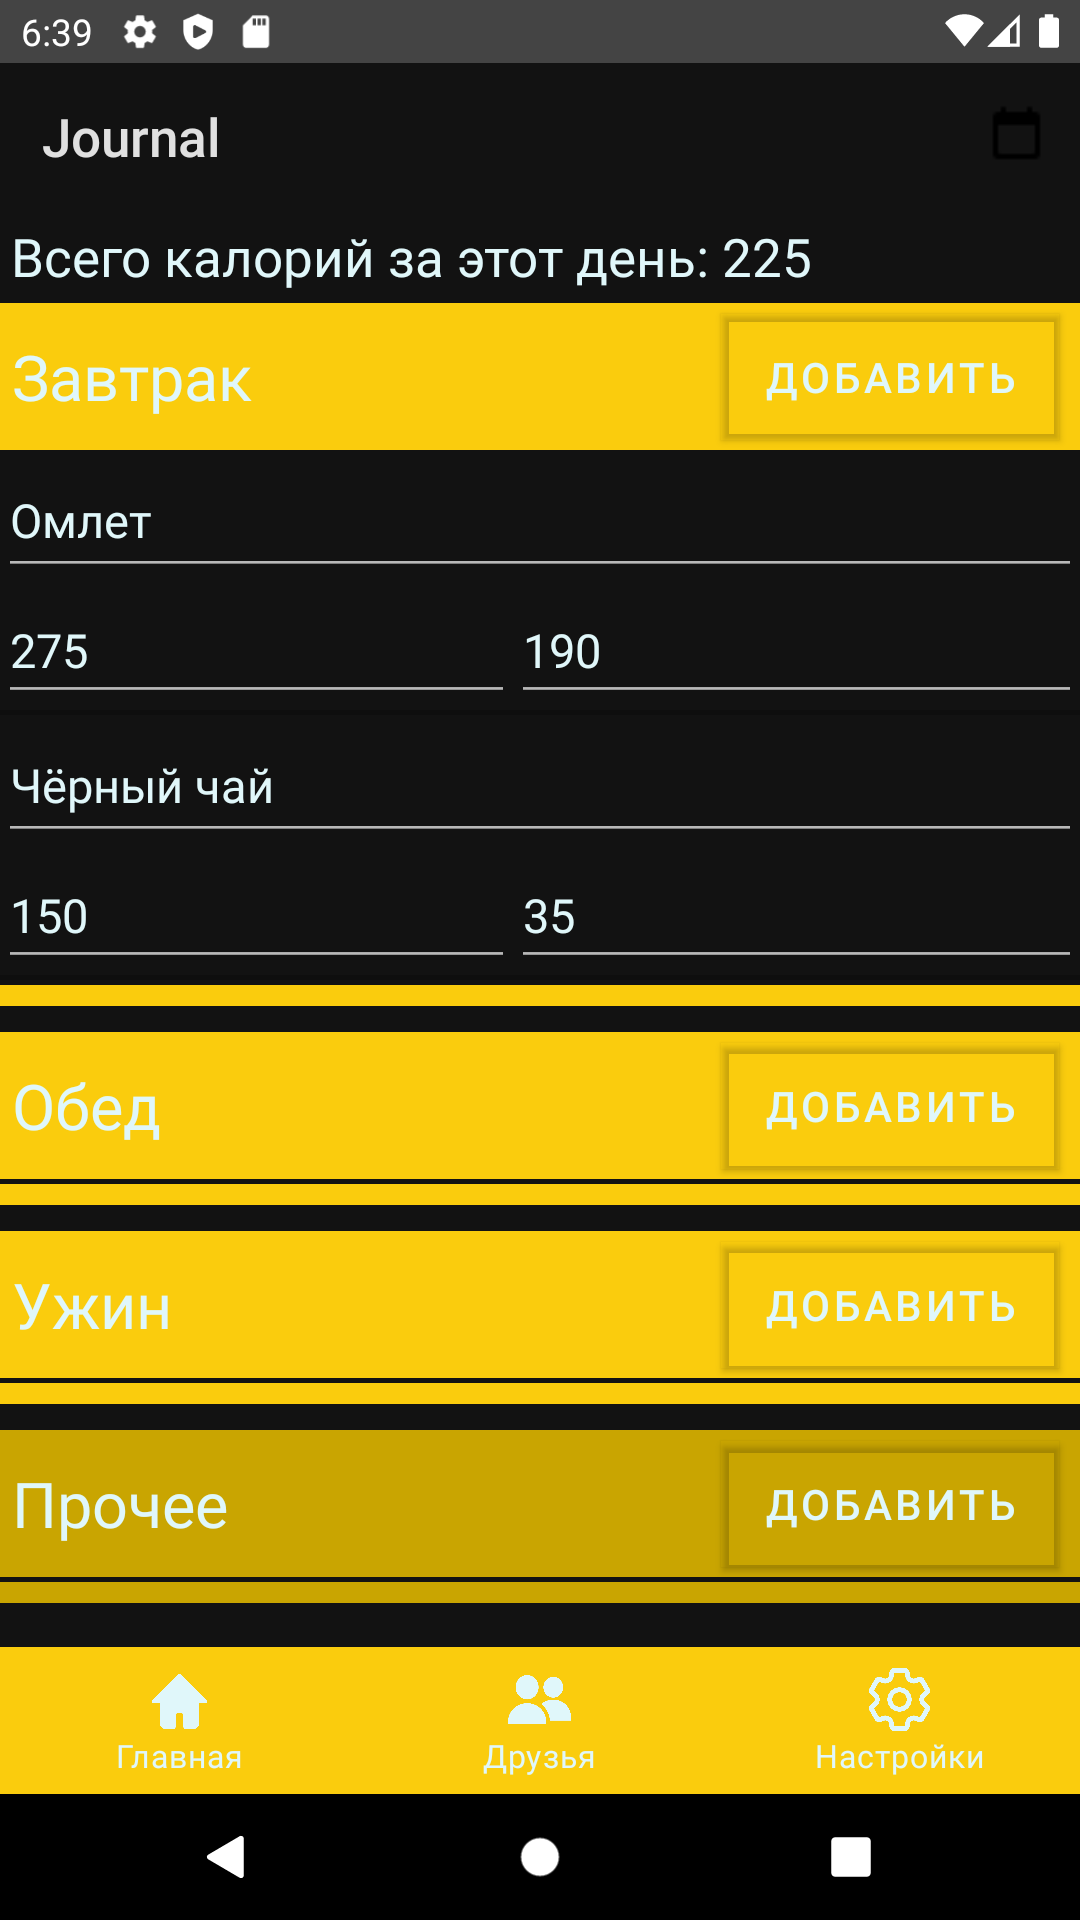 6:39
Journal
Всего калорий за этот день: 225
Завтрак ДОБАВИТЬ
Омлет
275 190
Чёрный чай
150 35
Обед ДОБАВИТЬ
Ужин ДОБАВИТЬ
Прочее ДОБАВИТЬ
Главная Друзья Настройки